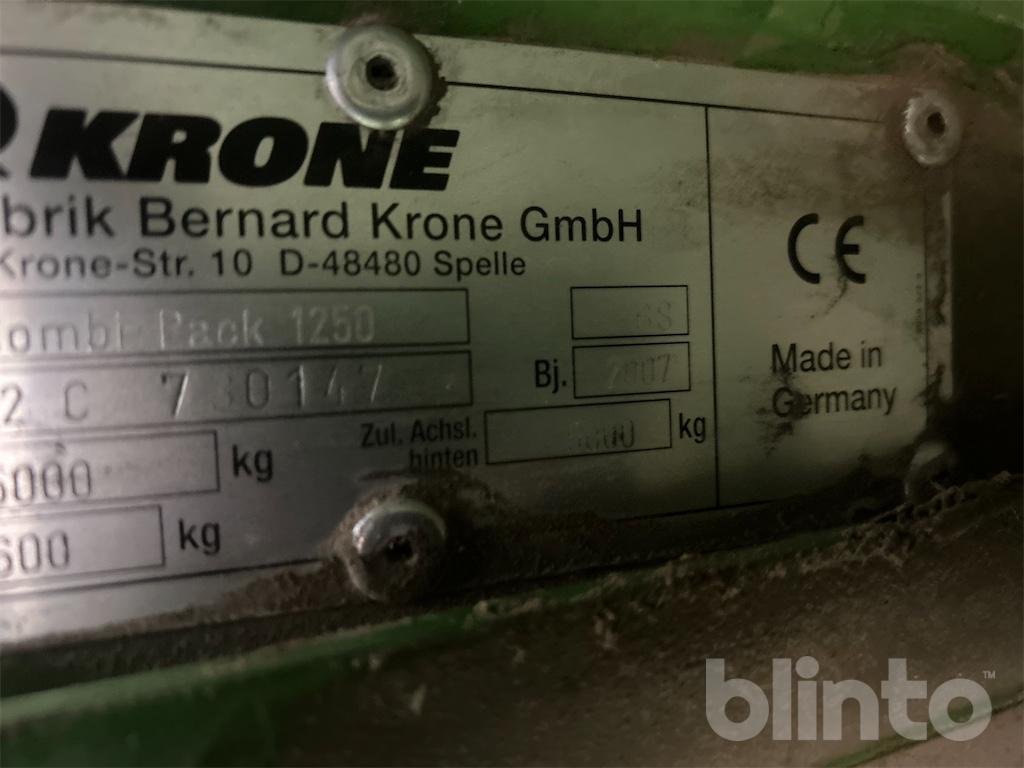 KRONE
brik Bernard Krone GmbH
Krone-Str. 10 D-48480 Spelle
CE
ombi Pack 1250
2 C 730147
Bj. 2007
Made in
Germany
6000 kg
Zul. Achsl.
hinten
kg
600 kg
blinto™